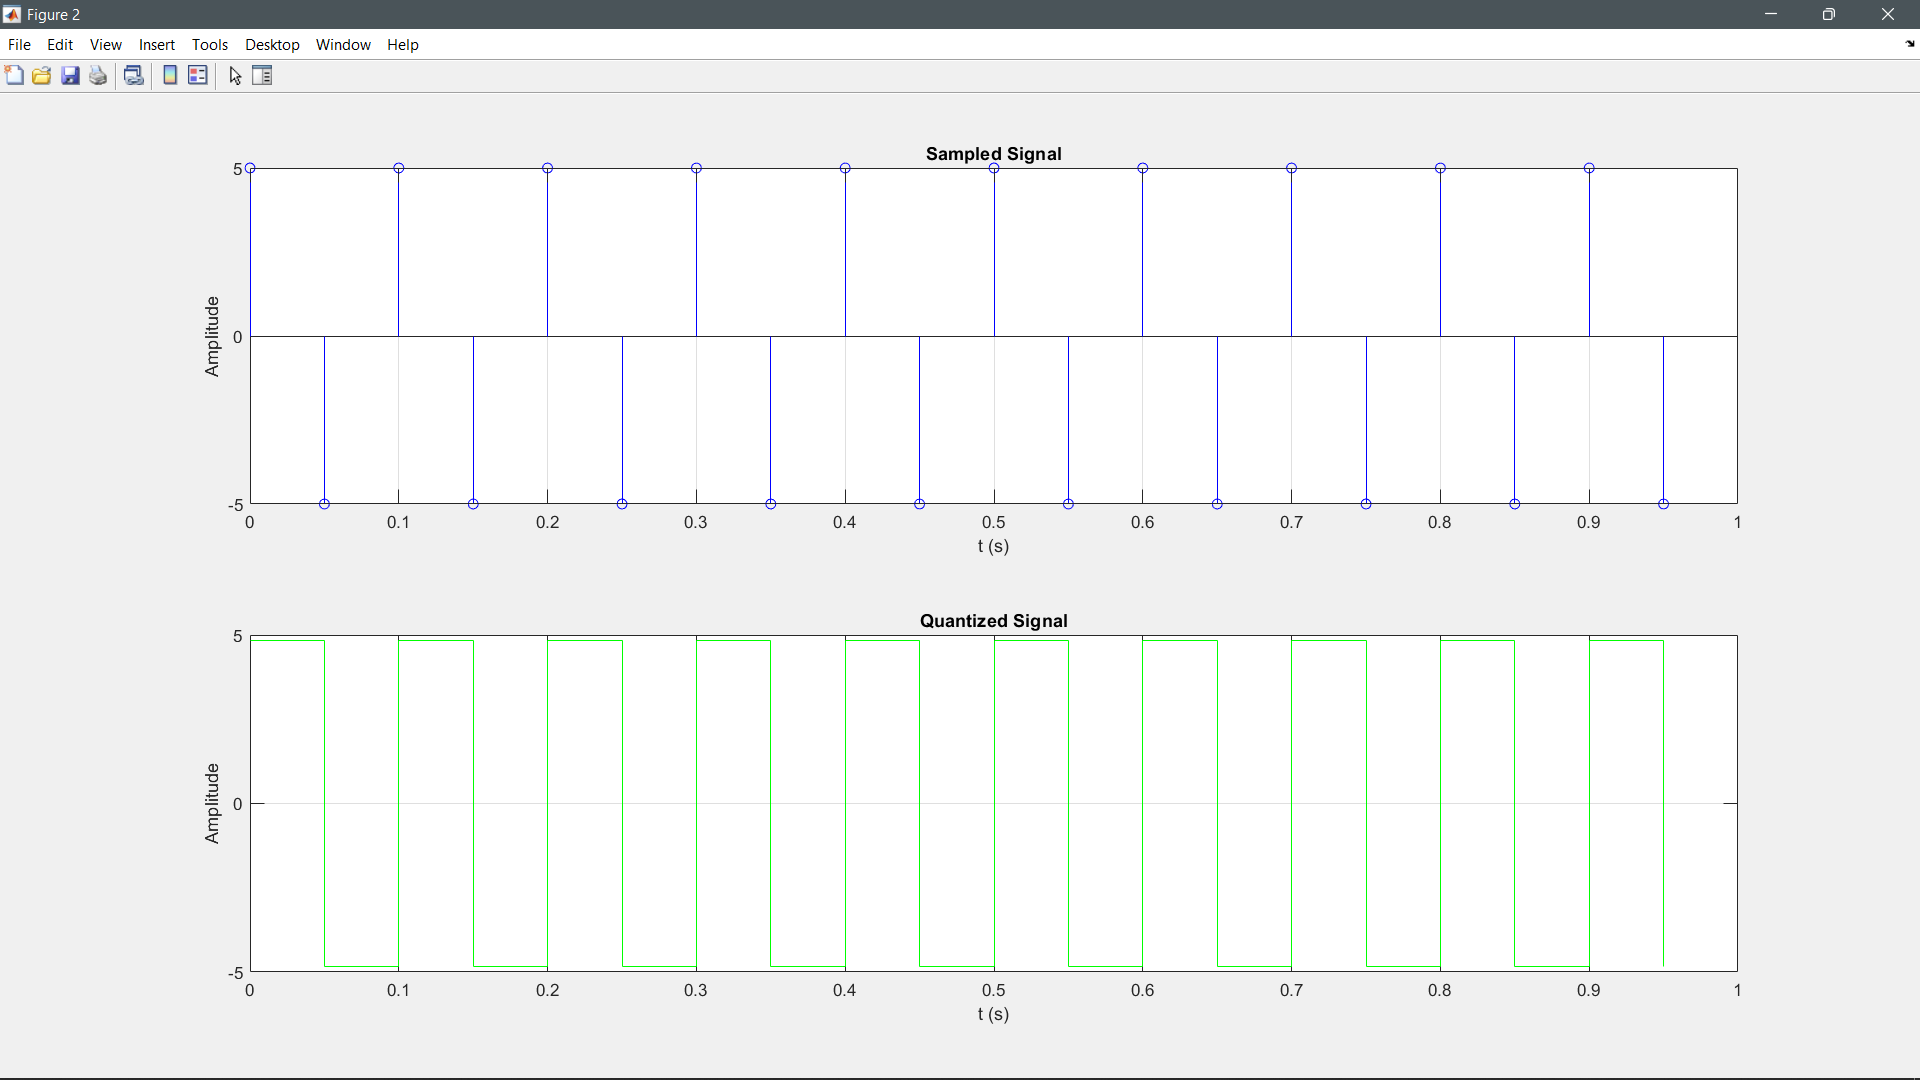 Figure 2
File Edit View Insert Tools Desktop Window Help
Sampled Signal
5
0
-5
Amplitude
0 0.1 0.2 0.3 0.4 0.5 0.6 0.7 0.8 0.9 1
t (s)
Quantized Signal
5
0
-5
Amplitude
0 0.1 0.2 0.3 0.4 0.5 0.6 0.7 0.8 0.9 1
t (s)